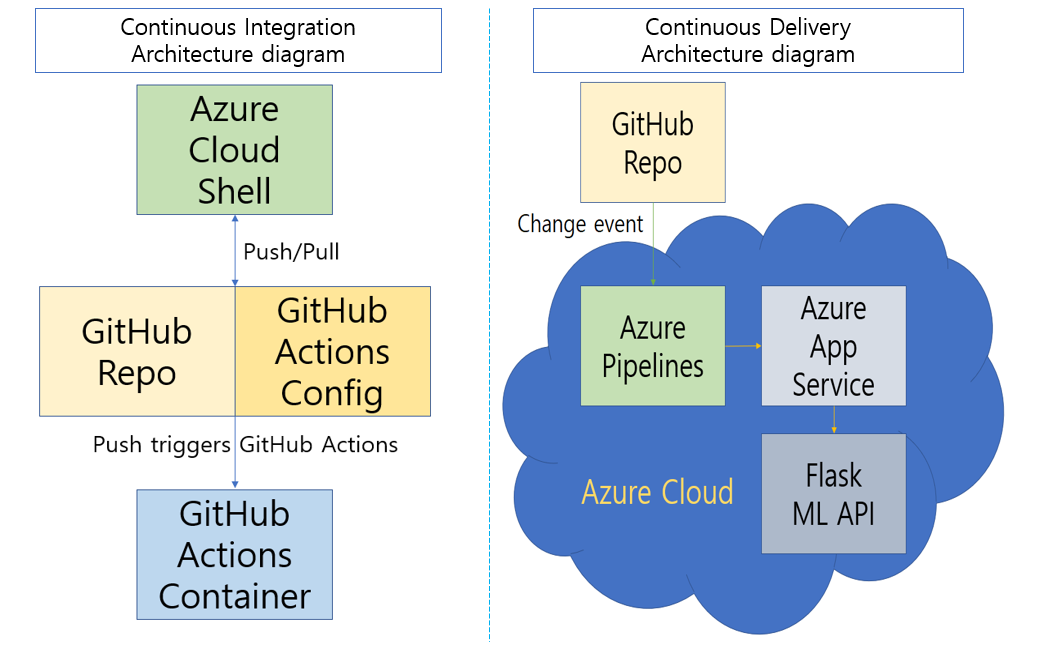 Continuous Integration
Architecture diagram
Azure
Cloud
Shell
Push/Pull
GitHub
Repo
GitHub
Actions
Config
Push triggers GitHub Actions
GitHub
Actions
Container
Continuous Delivery
Architecture diagram
GitHub
Repo
Change event
Azure
Pipelines
Azure
App
Service
Flask
ML API
Azure Cloud